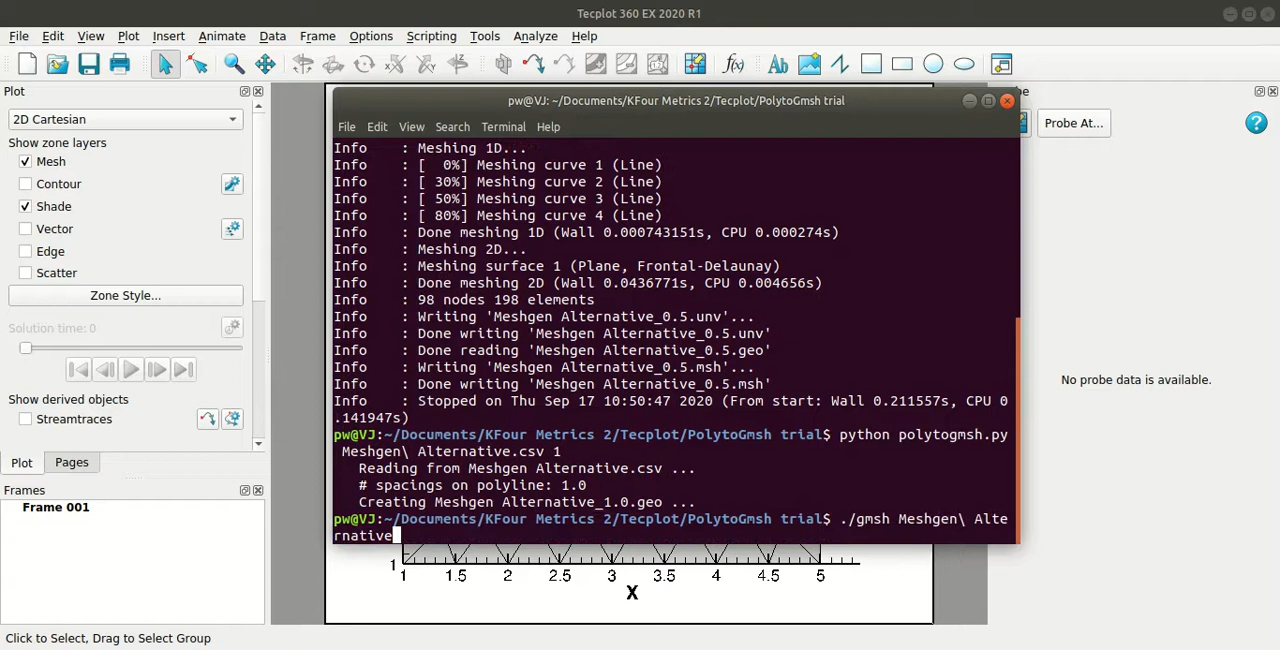 Tecplot 360 EX 2020 R1
File Edit View Plot Insert Animate Data Frame Options Scripting Tools Analyze Help
Plot
2D Cartesian
Show zone layers
Mesh
Contour
Shade
Vector
Edge
Scatter
Zone Style...
Solution time: 0
Show derived objects
Streamtraces
Plot Pages
Frames
Frame 001
pw@VJ: ~/Documents/KFour Metrics 2/Tecplot/PolytoGmsh trial
File Edit View Search Terminal Help
Info    : Meshing 1D...
Info    : [  0%] Meshing curve 1 (Line)
Info    : [ 30%] Meshing curve 2 (Line)
Info    : [ 50%] Meshing curve 3 (Line)
Info    : [ 80%] Meshing curve 4 (Line)
Info    : Done meshing 1D (Wall 0.000743151s, CPU 0.000274s)
Info    : Meshing 2D...
Info    : Meshing surface 1 (Plane, Frontal-Delaunay)
Info    : Done meshing 2D (Wall 0.0436771s, CPU 0.004656s)
Info    : 98 nodes 198 elements
Info    : Writing 'Meshgen Alternative_0.5.unv'...
Info    : Done writing 'Meshgen Alternative_0.5.unv'
Info    : Done reading 'Meshgen Alternative_0.5.geo'
Info    : Writing 'Meshgen Alternative_0.5.msh'...
Info    : Done writing 'Meshgen Alternative_0.5.msh'
Info    : Stopped on Thu Sep 17 10:50:47 2020 (From start: Wall 0.211557s, CPU 0
.141947s)
pw@VJ:~/Documents/KFour Metrics 2/Tecplot/PolytoGmsh trial$ python polytogmsh.py
Meshgen\ Alternative.csv 1
Reading from Meshgen Alternative.csv ...
# spacings on polyline: 1.0
Creating Meshgen Alternative_1.0.geo ...
pw@VJ:~/Documents/KFour Metrics 2/Tecplot/PolytoGmsh trial$ ./gmsh Meshgen\ Alte
rnative
1
1 1.5 2 2.5 3 3.5 4 4.5 5
X
be
Probe At...
No probe data is available.
Click to Select, Drag to Select Group